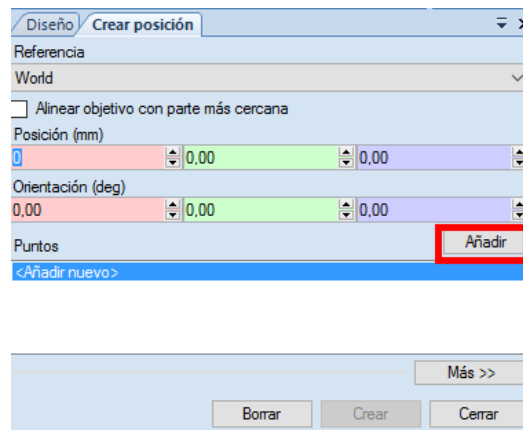 Diseño Crear posición
Referencia
World
Alinear objetivo con parte más cercana
Posición (mm)
0 0,00 0,00
Orientación (deg)
0,00 0,00 0,00
Puntos Añadir
<Añadir nuevo>
Más >>
Borrar Crear Cerrar